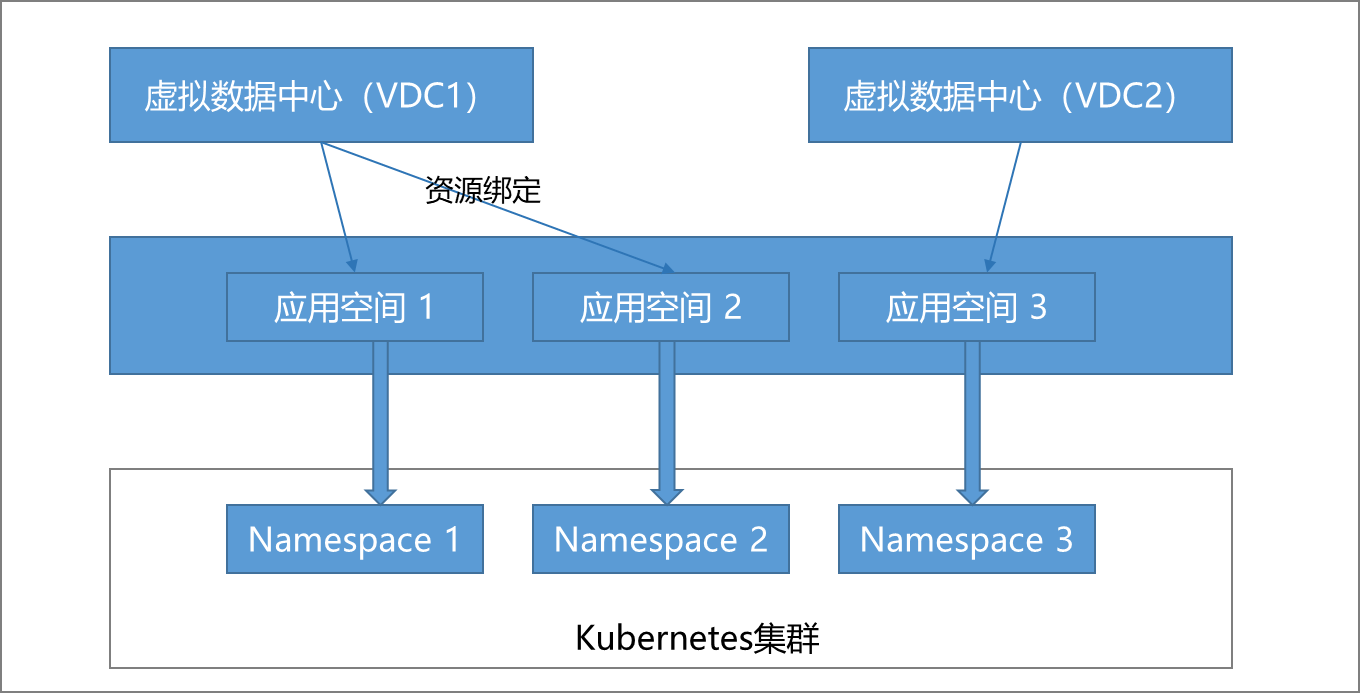 虚拟数据中心（VDC1）
虚拟数据中心（VDC2）
资源绑定
应用空间 1
应用空间 2
应用空间 3
Namespace 1
Namespace 2
Namespace 3
Kubernetes集群